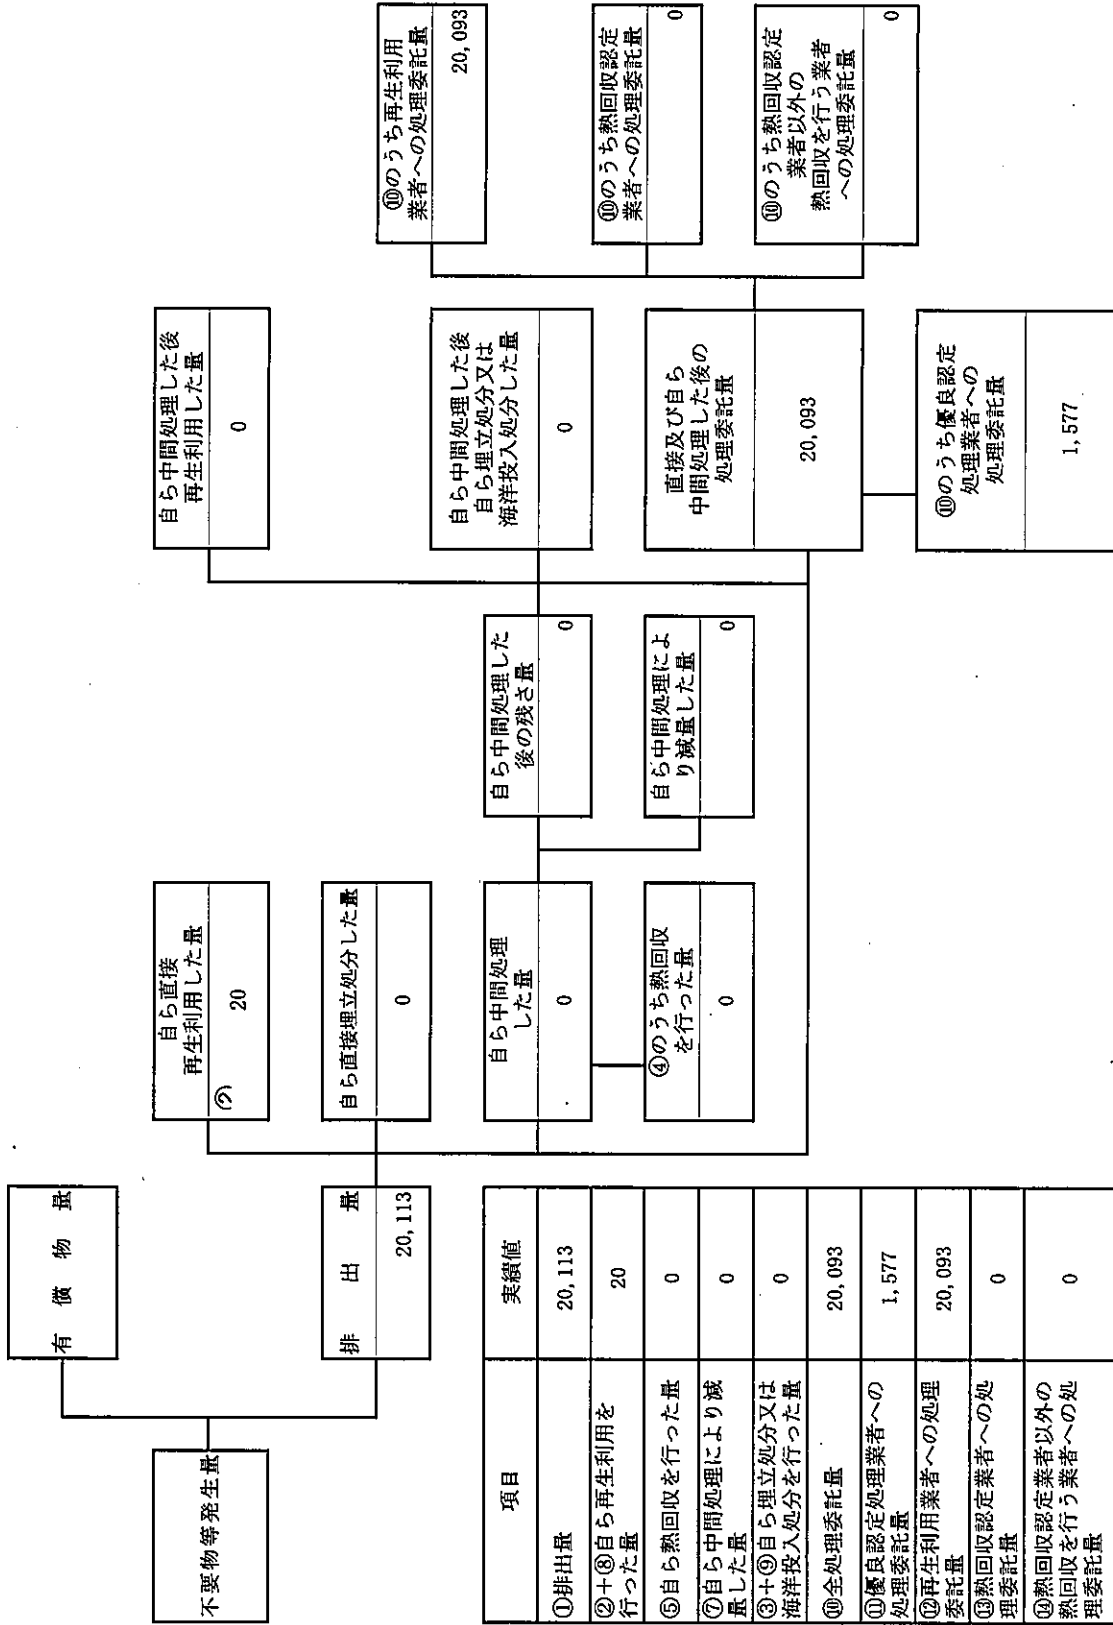 不要物等発生量
有償物量
排出量
20,113
自ら直接
再生利用した量
(2)
20
自ら直接埋立処分した量
0
自ら中間処理
した量
0
④のうち熱回収
を行った量
0
自ら中間処理した
後の残さ量
0
自ら中間処理によ
り減量した量
0
自ら中間処理した後
再生利用した量
0
自ら中間処理した後
自ら埋立処分又は
海洋投入処分した量
0
直接及び自ら
中間処理した後の
処理委託量
20,093
⑩のうち優良認定
処理業者への
処理委託量
1,577
⑩のうち再生利用
業者への処理委託量
20,093
⑩のうち熱回収認定
業者への処理委託量
0
⑩のうち熱回収認定
業者以外の
熱回収を行う業者
への処理委託量
0
項目 実績値
①排出量 20,113
②+⑧自ら再生利用を
行った量 20
⑤自ら熱回収を行った量 0
⑦自ら中間処理により減
量した量 0
③+⑨自ら埋立処分又は
海洋投入処分を行った量 0
⑩全処理委託量 20,093
⑪優良認定処理業者への
処理委託量 1,577
⑫再生利用業者への処理
委託量 20,093
⑬熱回収認定業者への処
理委託量 0
⑭熱回収認定業者以外の
熱回収を行う業者への処
理委託量 0